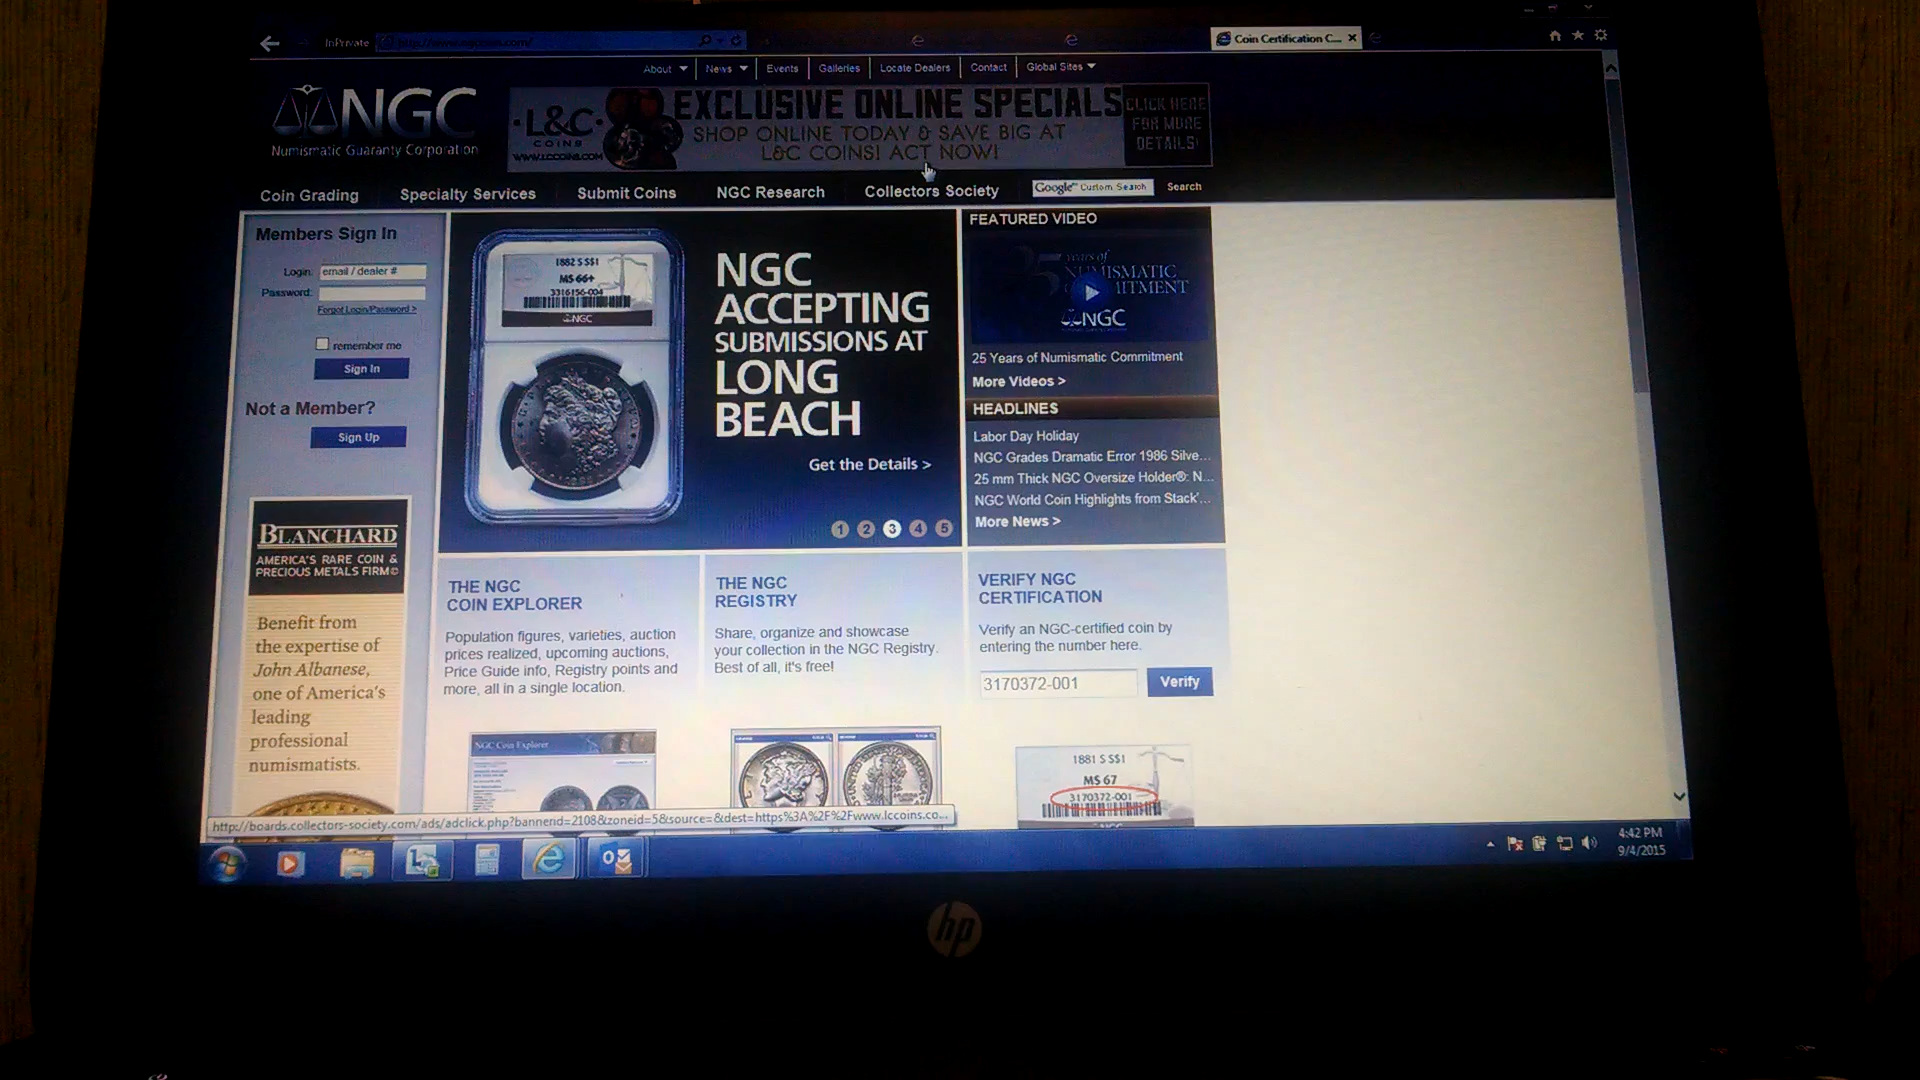 InPrivate
Coin Certification C...
About
News
Events
Galleries
Locate Dealers
Contact
Global Sites
NGC
Numismatic Guaranty Corporation
·L&C·
COINS
WWW.LCCOINS.COM
EXCLUSIVE ONLINE SPECIALS
SHOP ONLINE TODAY & SAVE BIG AT
L&C COINS! ACT NOW!
CLICK HERE
FOR MORE
DETAILS!
Coin Grading
Specialty Services
Submit Coins
NGC Research
Collectors Society
Google™ Custom Search
Search
Members Sign In
Login:
email / dealer #
Password:
Forgot Login/Password >
remember me
Sign In
Not a Member?
Sign Up
1882 S S$1
MS 66+
3316156-004
NGC
NGC
ACCEPTING
SUBMISSIONS AT
LONG
BEACH
Get the Details >
1 2 3 4 5
FEATURED VIDEO
years of
NUMISMATIC
NGC
25 Years of Numismatic Commitment
More Videos >
HEADLINES
Labor Day Holiday
NGC Grades Dramatic Error 1986 Silve...
25 mm Thick NGC Oversize Holder®: N...
NGC World Coin Highlights from Stack'...
More News >
BLANCHARD
AMERICA'S RARE COIN &
PRECIOUS METALS FIRM©
Benefit from
the expertise of
John Albanese,
one of America's
leading
professional
numismatists.
THE NGC
COIN EXPLORER
Population figures, varieties, auction
prices realized, upcoming auctions,
Price Guide info, Registry points and
more, all in a single location.
NGC Coin Explorer
THE NGC
REGISTRY
Share, organize and showcase
your collection in the NGC Registry.
Best of all, it's free!
VERIFY NGC
CERTIFICATION
Verify an NGC-certified coin by
entering the number here.
3170372-001
Verify
1881 S S$1
MS 67
3170372-001
http://boards.collectors-society.com/ads/adclick.php?bannerid=2108&zoneid=5&source=&dest=https%3A%2F%2Fwww.lccoins.co...
4:42 PM
9/4/2015
hp